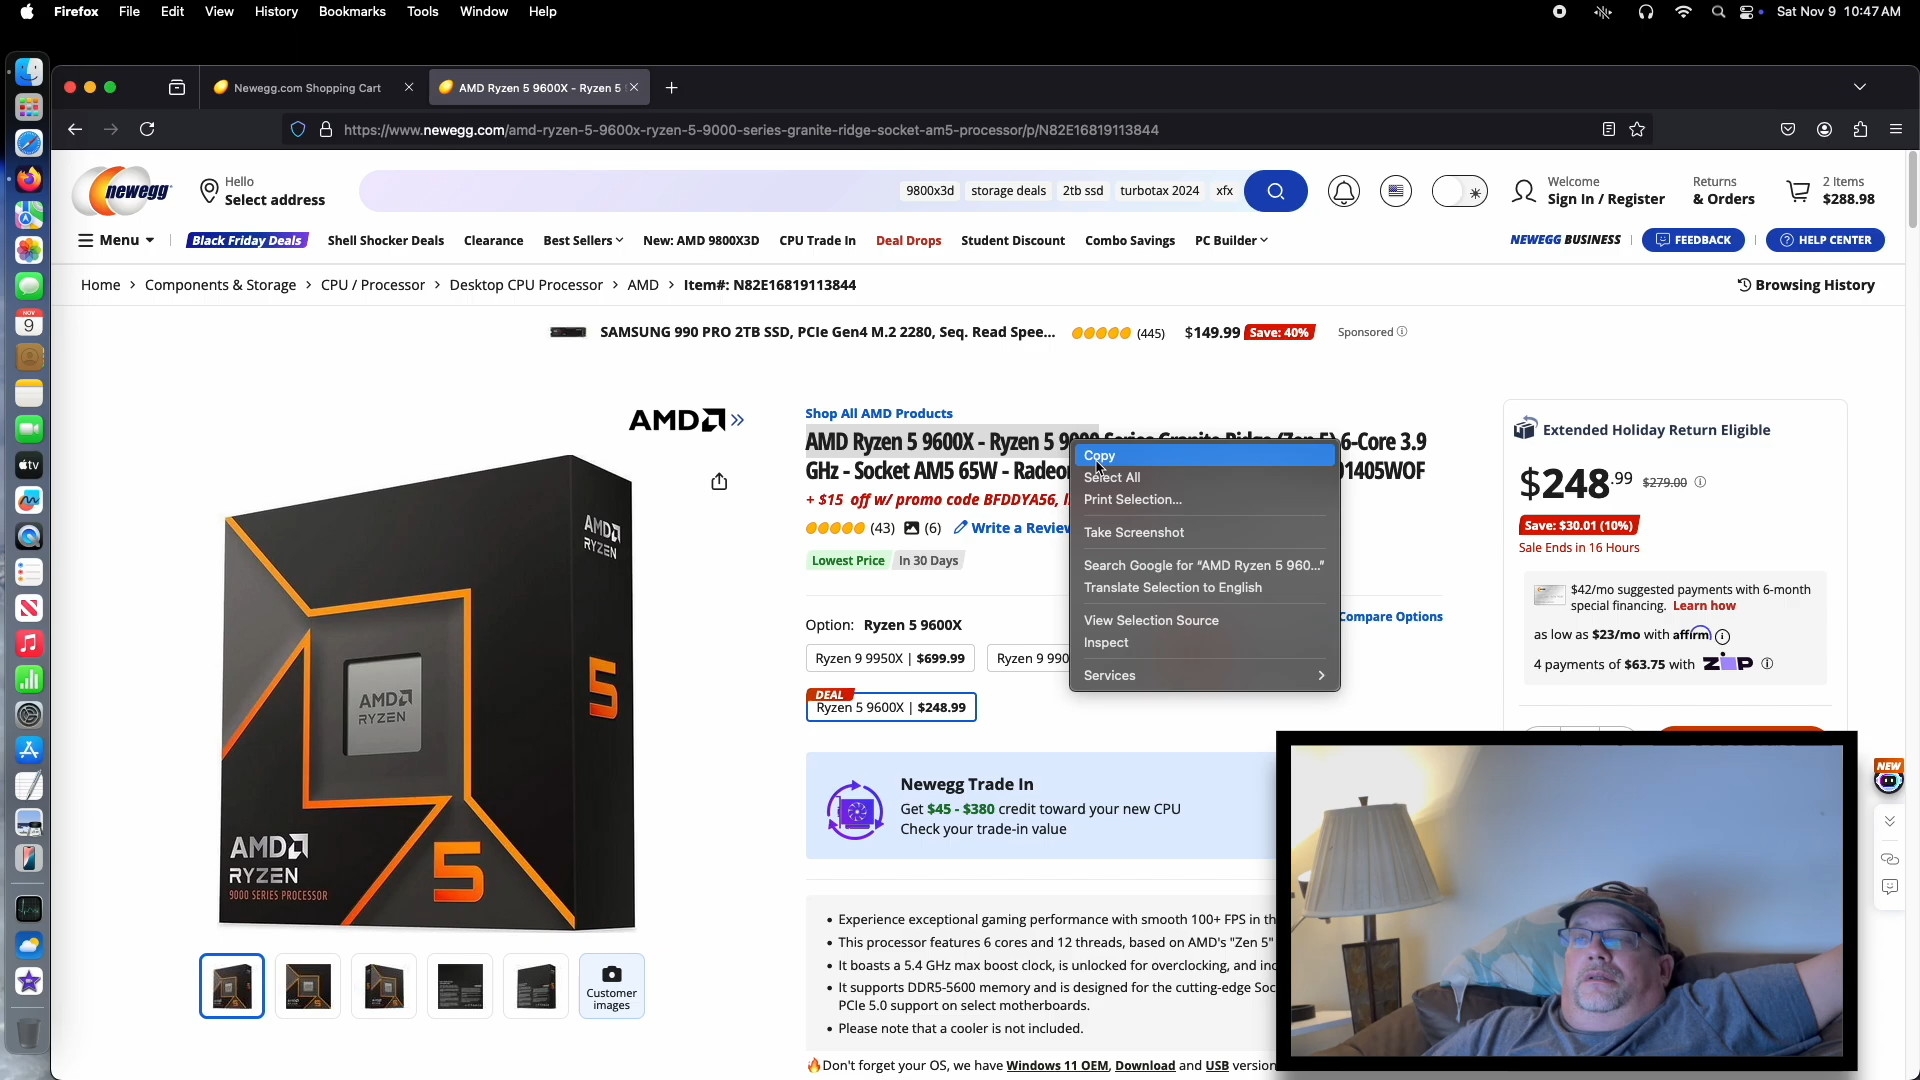 Firefox File Edit View History Bookmarks Tools Window Help
Sat Nov 9 10:47 AM
Newegg.com Shopping Cart
AMD Ryzen 5 9600X - Ryzen 5
https://www.newegg.com/amd-ryzen-5-9600x-ryzen-5-9000-series-granite-ridge-socket-am5-processor/p/N82E16819113844
newegg
Hello
Select address
9800x3d storage deals 2tb ssd turbotax 2024 xfx
Welcome
Sign In / Register
Returns
& Orders
2 Items
$288.98
Menu
Black Friday Deals
Shell Shocker Deals
Clearance
Best Sellers
New: AMD 9800X3D
CPU Trade In
Deal Drops
Student Discount
Combo Savings
PC Builder
NEWEGG BUSINESS
FEEDBACK
HELP CENTER
Home > Components & Storage > CPU / Processor > Desktop CPU Processor > AMD > Item#: N82E16819113844
Browsing History
SAMSUNG 990 PRO 2TB SSD, PCIe Gen4 M.2 2280, Seq. Read Spee... (445) $149.99 Save: 40% Sponsored
AMD
Shop All AMD Products
AMD Ryzen 5 9600X - Ryzen 5 9000 Series Granite Ridge (Zen 5) 6-Core 3.9
GHz - Socket AM5 65W - Radeon 01405WOF
+ $15 off w/ promo code BFDDYA56,
(43) (6) Write a Review
Lowest Price In 30 Days
Copy
Select All
Print Selection...
Take Screenshot
Search Google for “AMD Ryzen 5 960...”
Translate Selection to English
View Selection Source
Inspect
Services
Compare Options
Option: Ryzen 5 9600X
Ryzen 9 9950X | $699.99
Ryzen 9 990
DEAL
Ryzen 5 9600X | $248.99
Extended Holiday Return Eligible
$248.99 $279.00
Save: $30.01 (10%)
Sale Ends in 16 Hours
$42/mo suggested payments with 6-month
special financing. Learn how
as low as $23/mo with affirm
4 payments of $63.75 with ZIP
Newegg Trade In
Get $45 - $380 credit toward your new CPU
Check your trade-in value
• Experience exceptional gaming performance with smooth 100+ FPS in th
• This processor features 6 cores and 12 threads, based on AMD's "Zen 5"
• It boasts a 5.4 GHz max boost clock, is unlocked for overclocking, and inc
• It supports DDR5-5600 memory and is designed for the cutting-edge Soc
PCIe 5.0 support on select motherboards.
• Please note that a cooler is not included.
🔥Don't forget your OS, we have Windows 11 OEM, Download and USB version
AMD
RYZEN
AMD
RYZEN
5
AMD
RYZEN
9000 SERIES PROCESSOR
5
Customer
images
NEW
NOV
9
tv